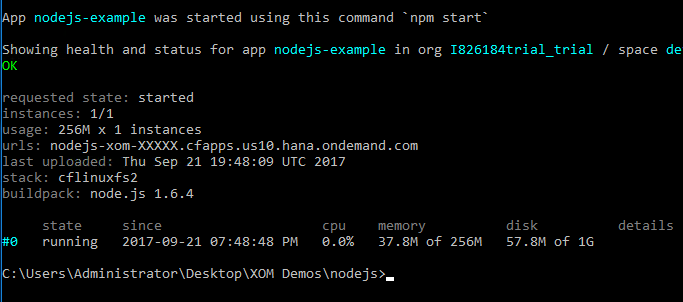 App nodejs-example was started using this command `npm start`
Showing health and status for app nodejs-example in org I826184trial_trial / space de
OK
requested state: started
instances: 1/1
usage: 256M x 1 instances
urls: nodejs-xom-XXXXX.cfapps.us10.hana.ondemand.com
last uploaded: Thu Sep 21 19:48:09 UTC 2017
stack: cflinuxfs2
buildpack: node.js 1.6.4
state since cpu memory disk details
#0 running 2017-09-21 07:48:48 PM 0.0% 37.8M of 256M 57.8M of 1G
C:\Users\Administrator\Desktop\XOM Demos\nodejs>